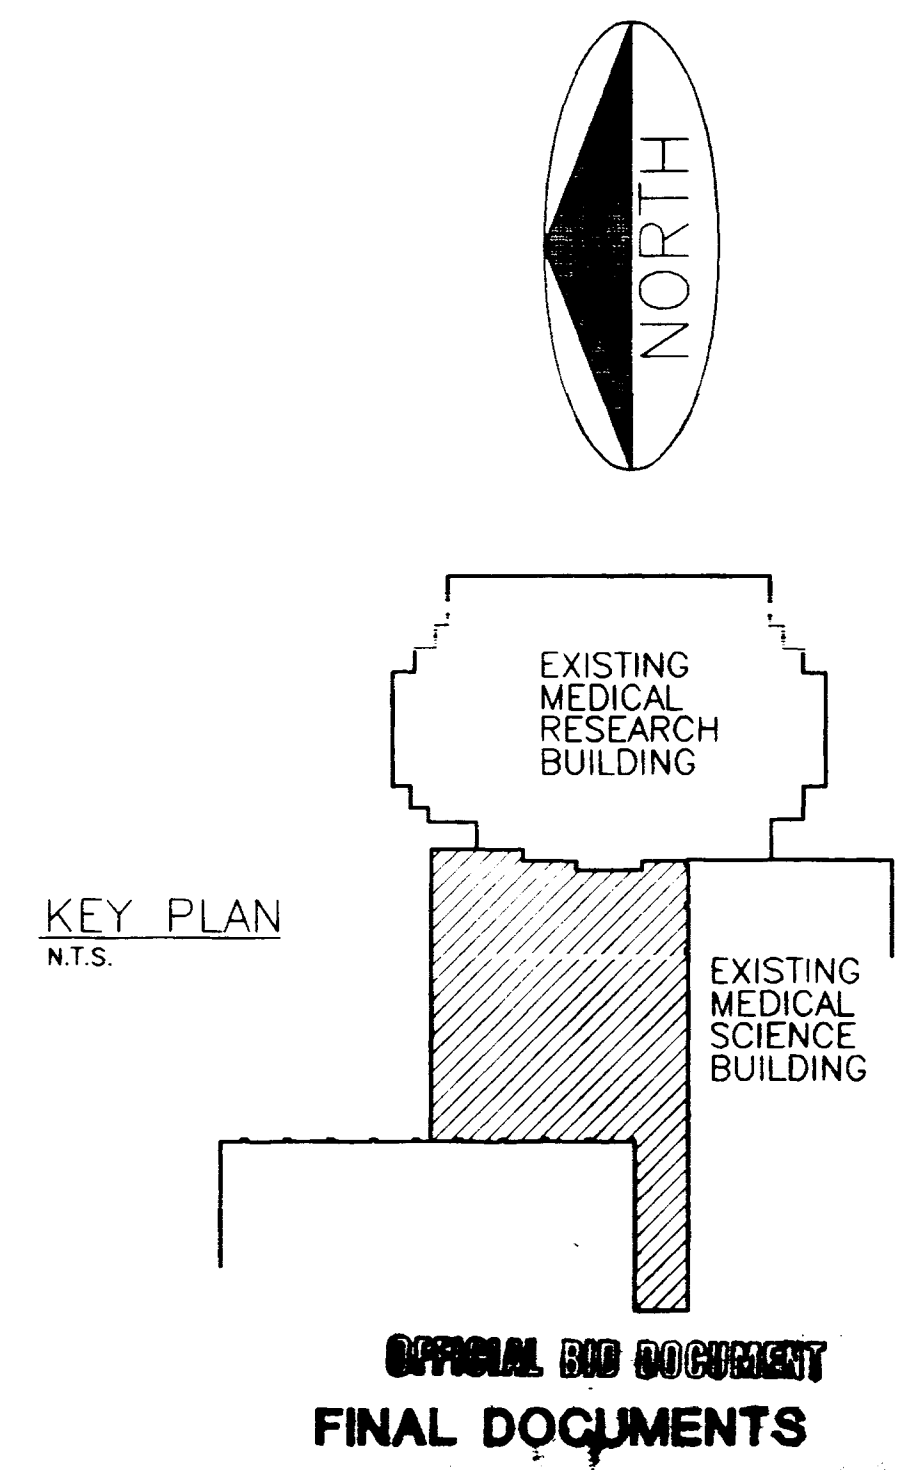 NORTH
EXISTING
MEDICAL
RESEARCH
BUILDING
KEY PLAN
N.T.S.
EXISTING
MEDICAL
SCIENCE
BUILDING
OFFICIAL BID DOCUMENT
FINAL DOCUMENTS